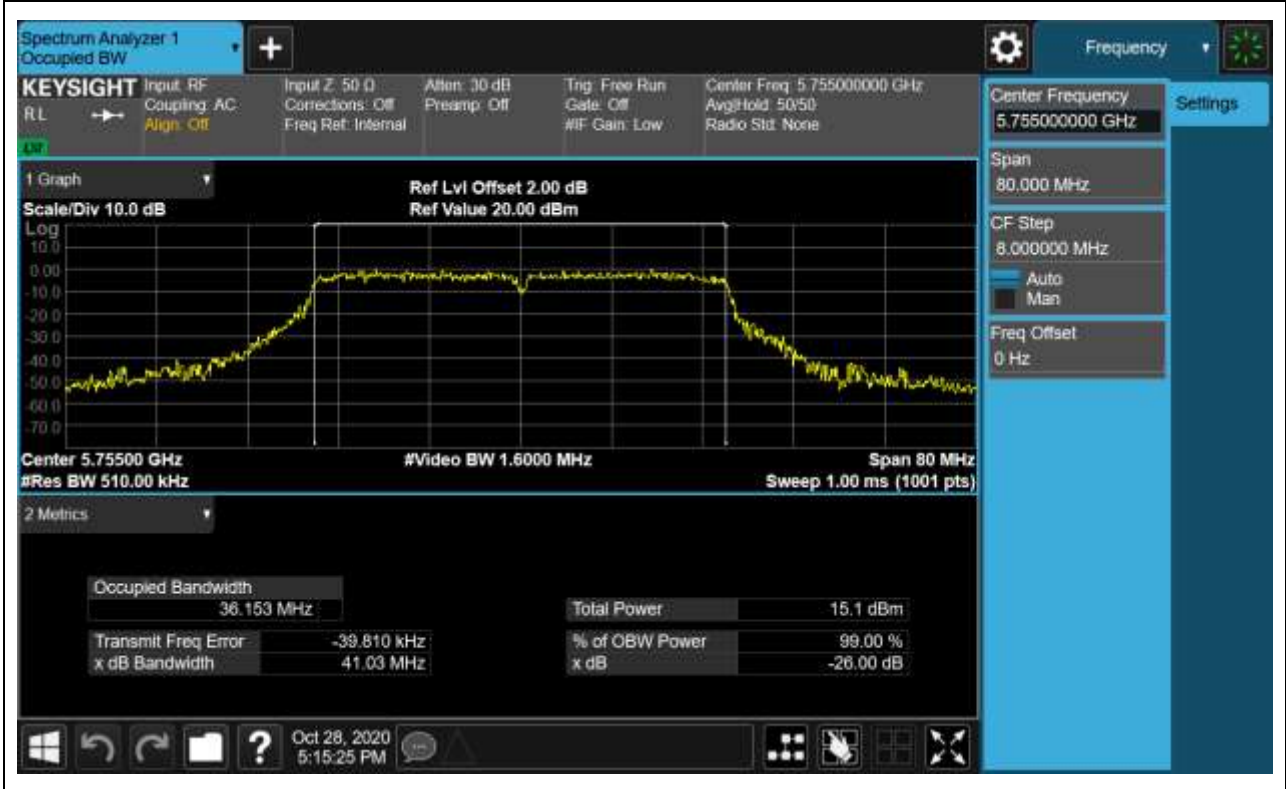 Spectrum Analyzer 1
Occupied BW
Frequency
KEYSIGHT
RL
LXI
Input: RF
Coupling: AC
Align: Off
Input Z: 50 Ω
Corrections: Off
Freq Ref: Internal
Atten: 30 dB
Preamp: Off
Trig: Free Run
Gate: Off
#IF Gain: Low
Center Freq: 5.755000000 GHz
Avg|Hold: 50/50
Radio Std: None
Center Frequency
5.755000000 GHz
Settings
Span
80.000 MHz
CF Step
8.000000 MHz
Auto
Man
Freq Offset
0 Hz
1 Graph
Scale/Div 10.0 dB
Ref Lvl Offset 2.00 dB
Ref Value 20.00 dBm
Log
10.0
0.00
-10.0
-20.0
-30.0
-40.0
-50.0
-60.0
-70.0
Center 5.75500 GHz
#Video BW 1.6000 MHz
Span 80 MHz
#Res BW 510.00 kHz
Sweep 1.00 ms (1001 pts)
2 Metrics
Occupied Bandwidth
36.153 MHz
Total Power 15.1 dBm
Transmit Freq Error -39.810 kHz
% of OBW Power 99.00 %
x dB Bandwidth 41.03 MHz
x dB -26.00 dB
Oct 28, 2020
5:15:25 PM